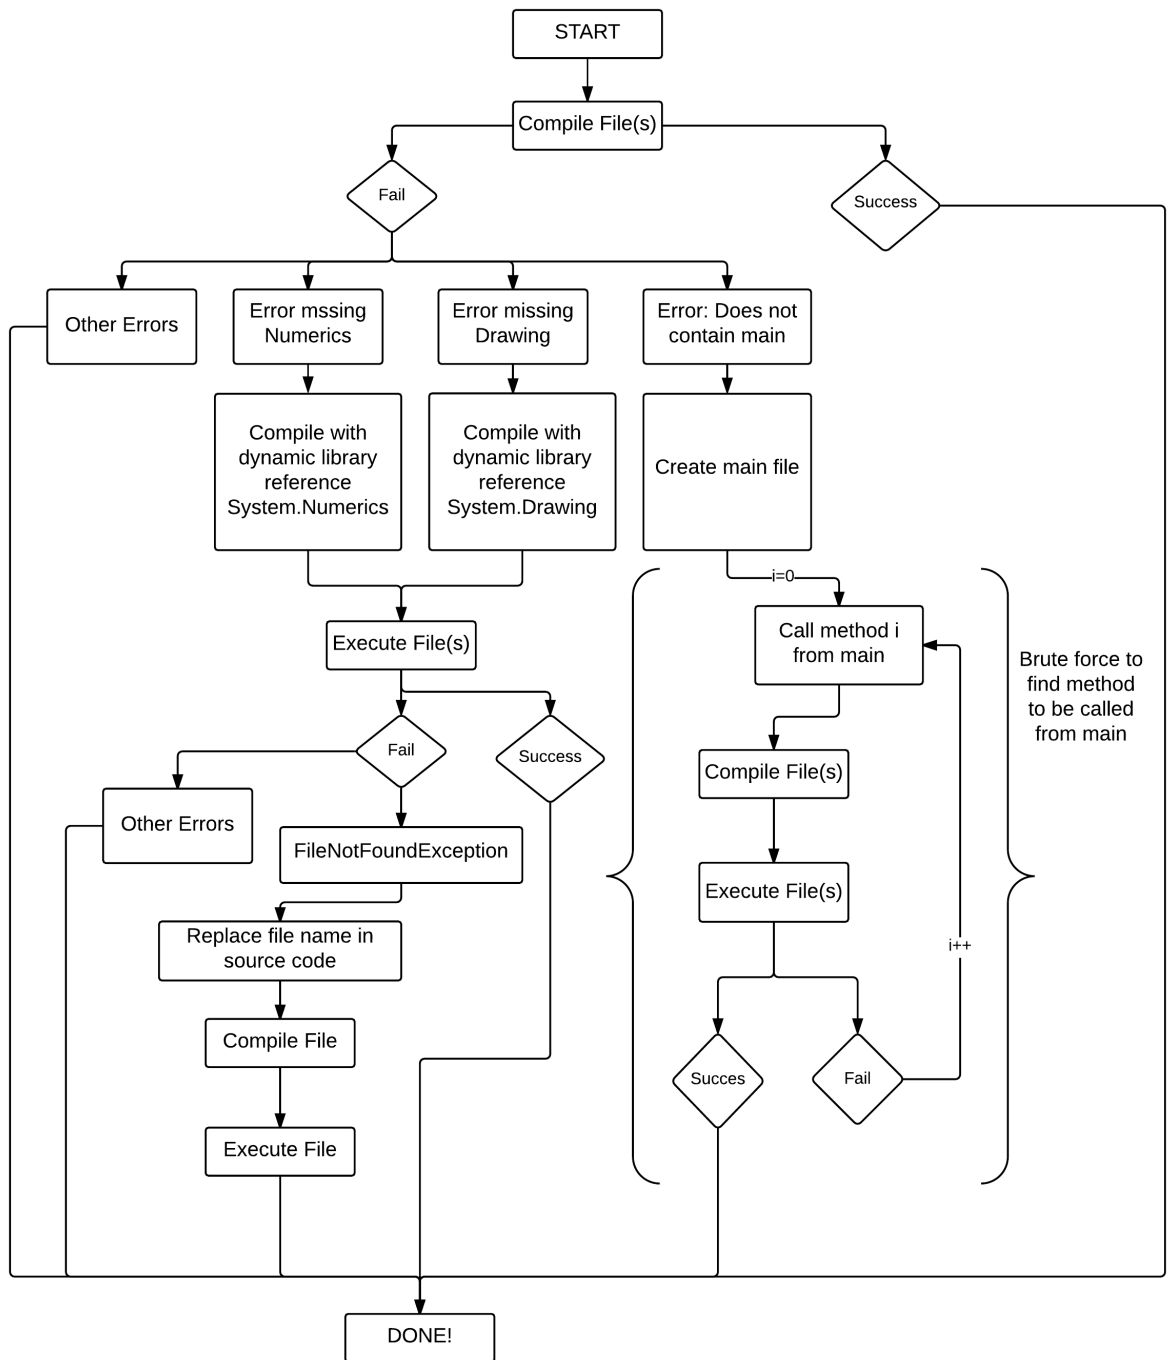 START
Compile File(s)
Fail
Success
Other Errors
Error mssing
Numerics
Error missing
Drawing
Error: Does not
contain main
Compile with
dynamic library
reference
System.Numerics
Compile with
dynamic library
reference
System.Drawing
Create main file
i=0
Execute File(s)
Call method i
from main
Brute force to
find method
to be called
from main
Fail
Success
Compile File(s)
Other Errors
FileNotFoundException
Execute File(s)
Replace file name in
source code
i++
Compile File
Succes
Fail
Execute File
DONE!